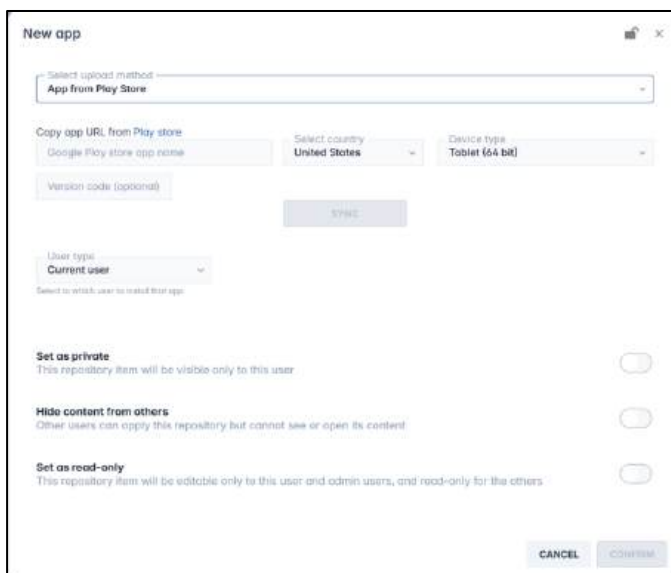 New app
Select upload method
App from Play Store
Copy app URL from Play store
Google Play store app name
Select country
United States
Device type
Tablet (64 bit)
Version code (optional)
SYNC
User type
Current user
Select to which user to install that app
Set as private
This repository item will be visible only to this user
Hide content from others
Other users can apply this repository but cannot see or open its content
Set as read-only
This repository item will be editable only to this user and admin users, and read-only for the others
CANCEL
CONFIRM